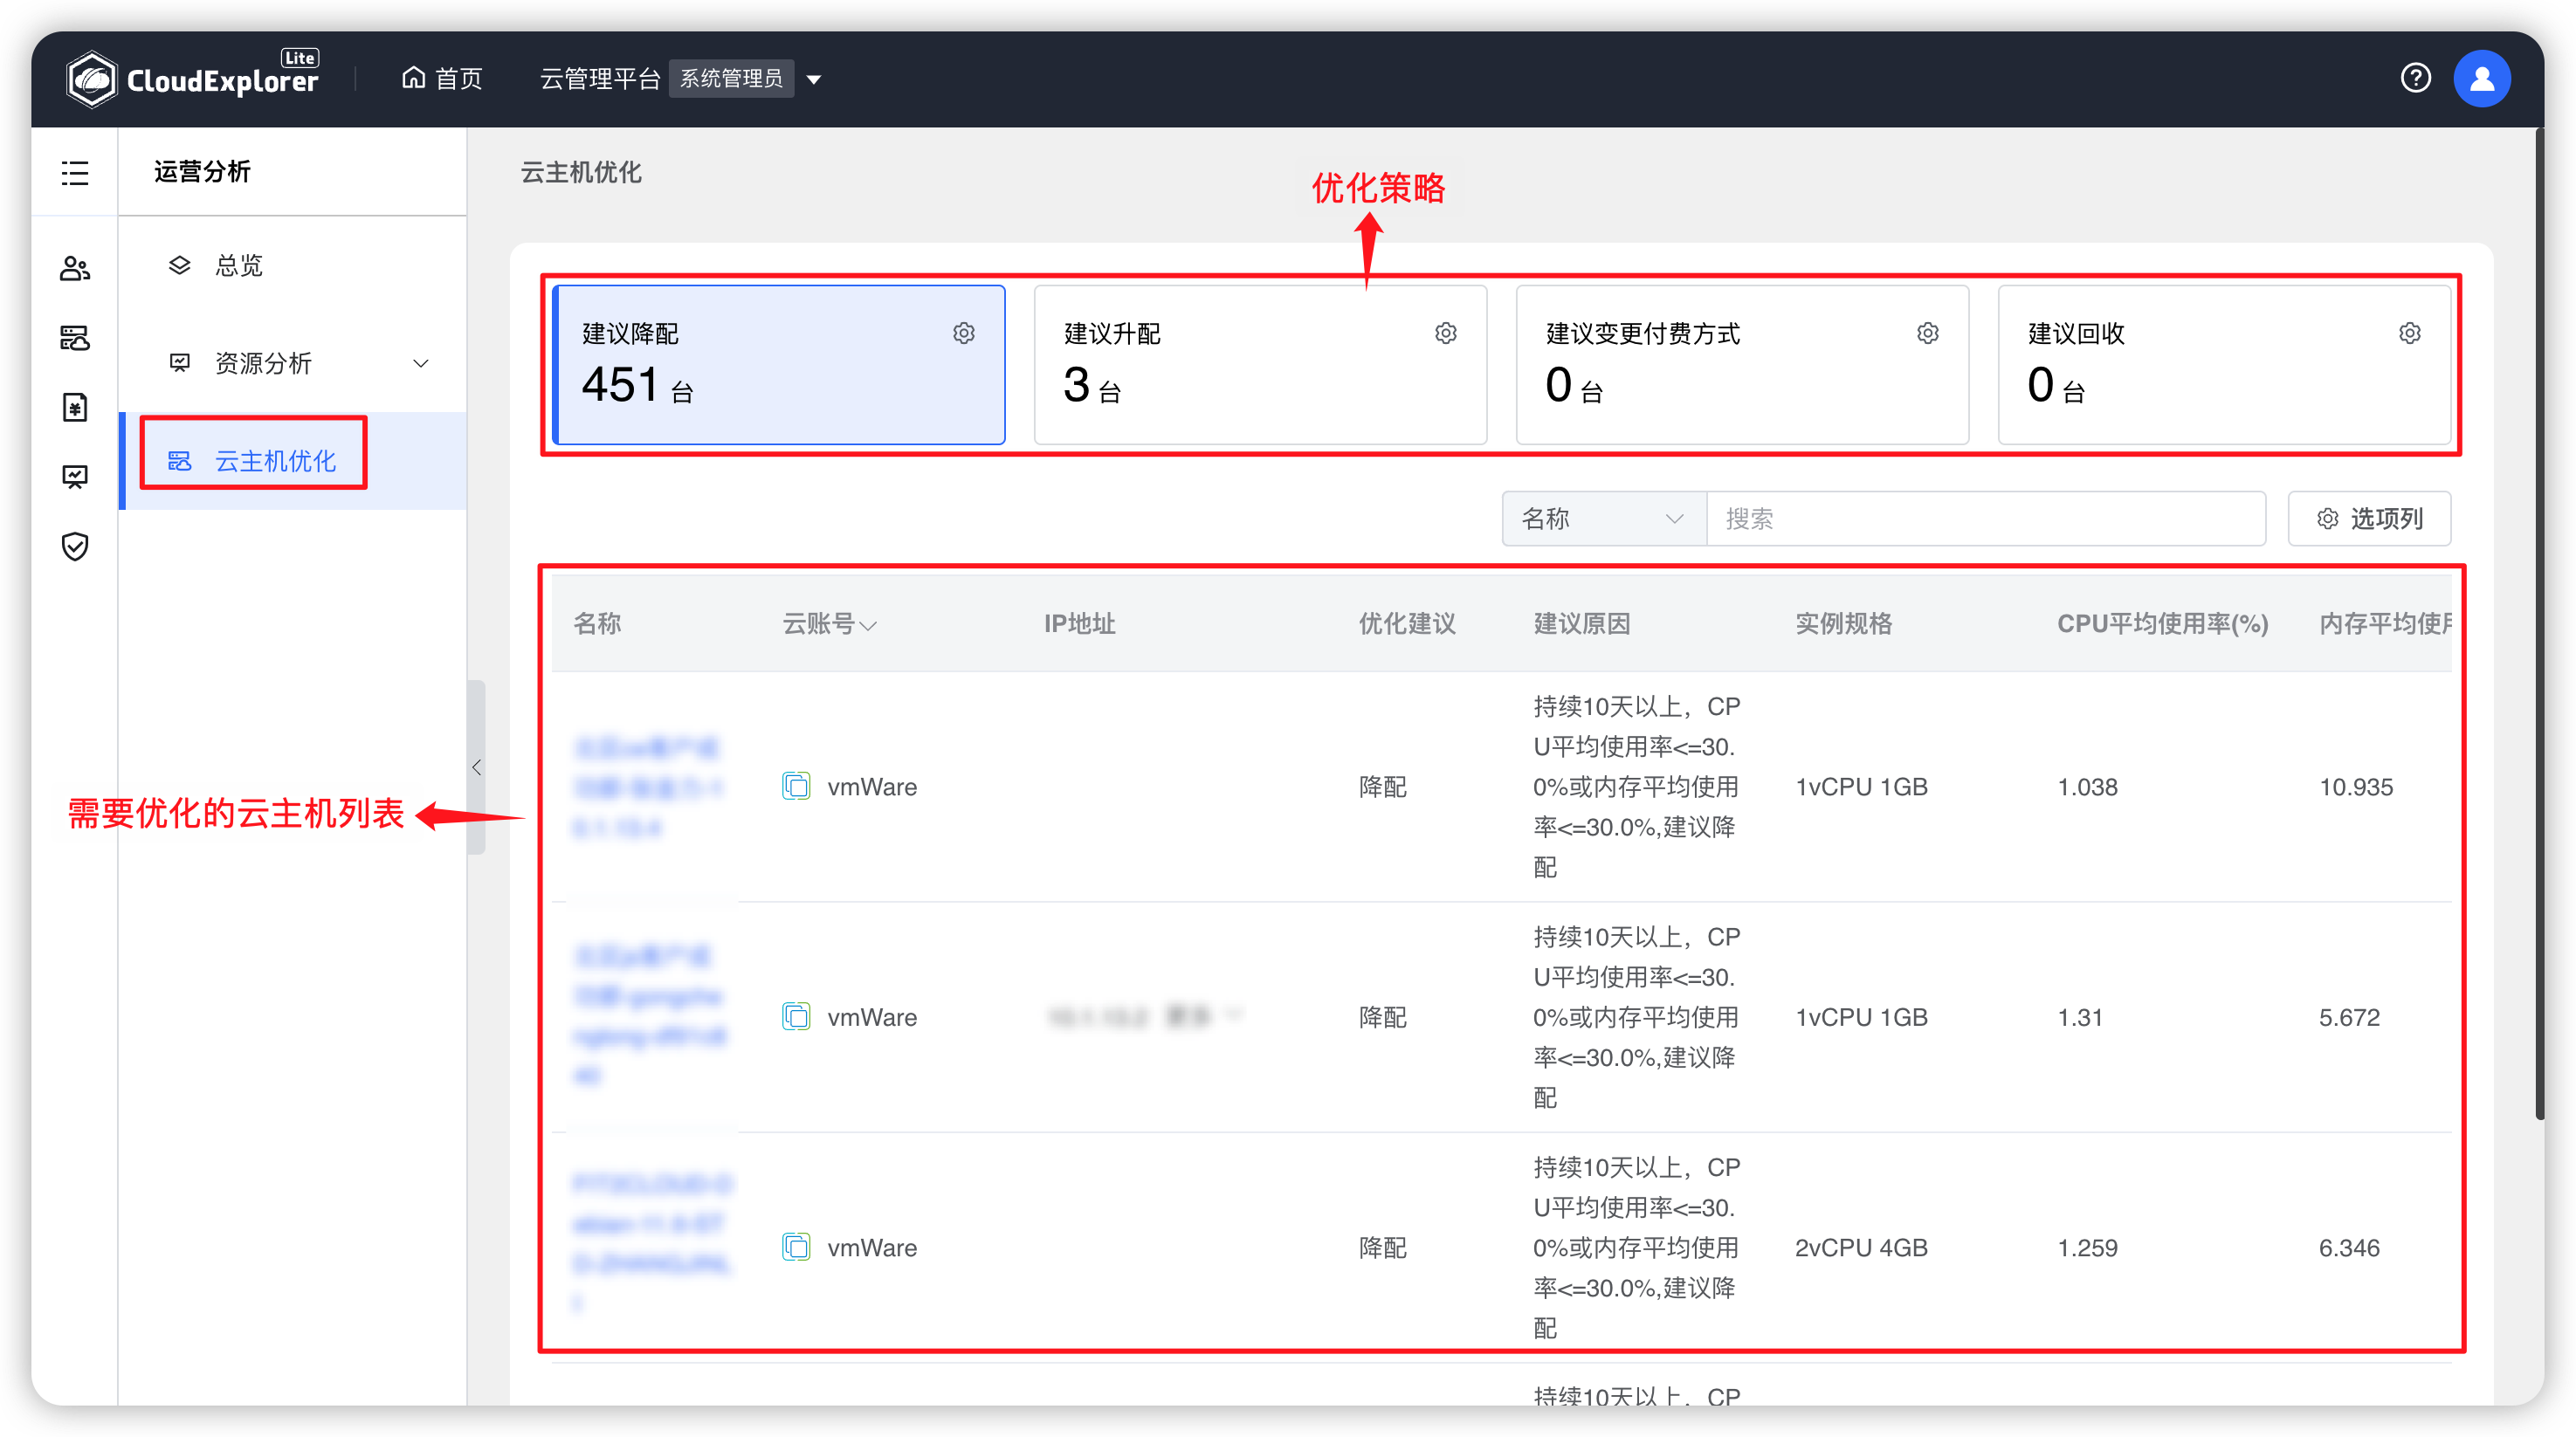 CloudExplorer Lite
首页
云管理平台 系统管理员
运营分析
总览
资源分析
云主机优化
云主机优化
优化策略
建议降配
451 台
建议升配
3 台
建议变更付费方式
0 台
建议回收
0 台
名称
搜索
选项列
名称 云账号 IP地址 优化建议 建议原因 实例规格 CPU平均使用率(%) 内存平均使用
需要优化的云主机列表
vmWare
降配
持续10天以上，CP
U平均使用率<=30.
0%或内存平均使用
率<=30.0%,建议降
配
1vCPU 1GB
1.038
10.935
vmWare
降配
持续10天以上，CP
U平均使用率<=30.
0%或内存平均使用
率<=30.0%,建议降
配
1vCPU 1GB
1.31
5.672
vmWare
降配
持续10天以上，CP
U平均使用率<=30.
0%或内存平均使用
率<=30.0%,建议降
配
2vCPU 4GB
1.259
6.346
持续10天以上，CP